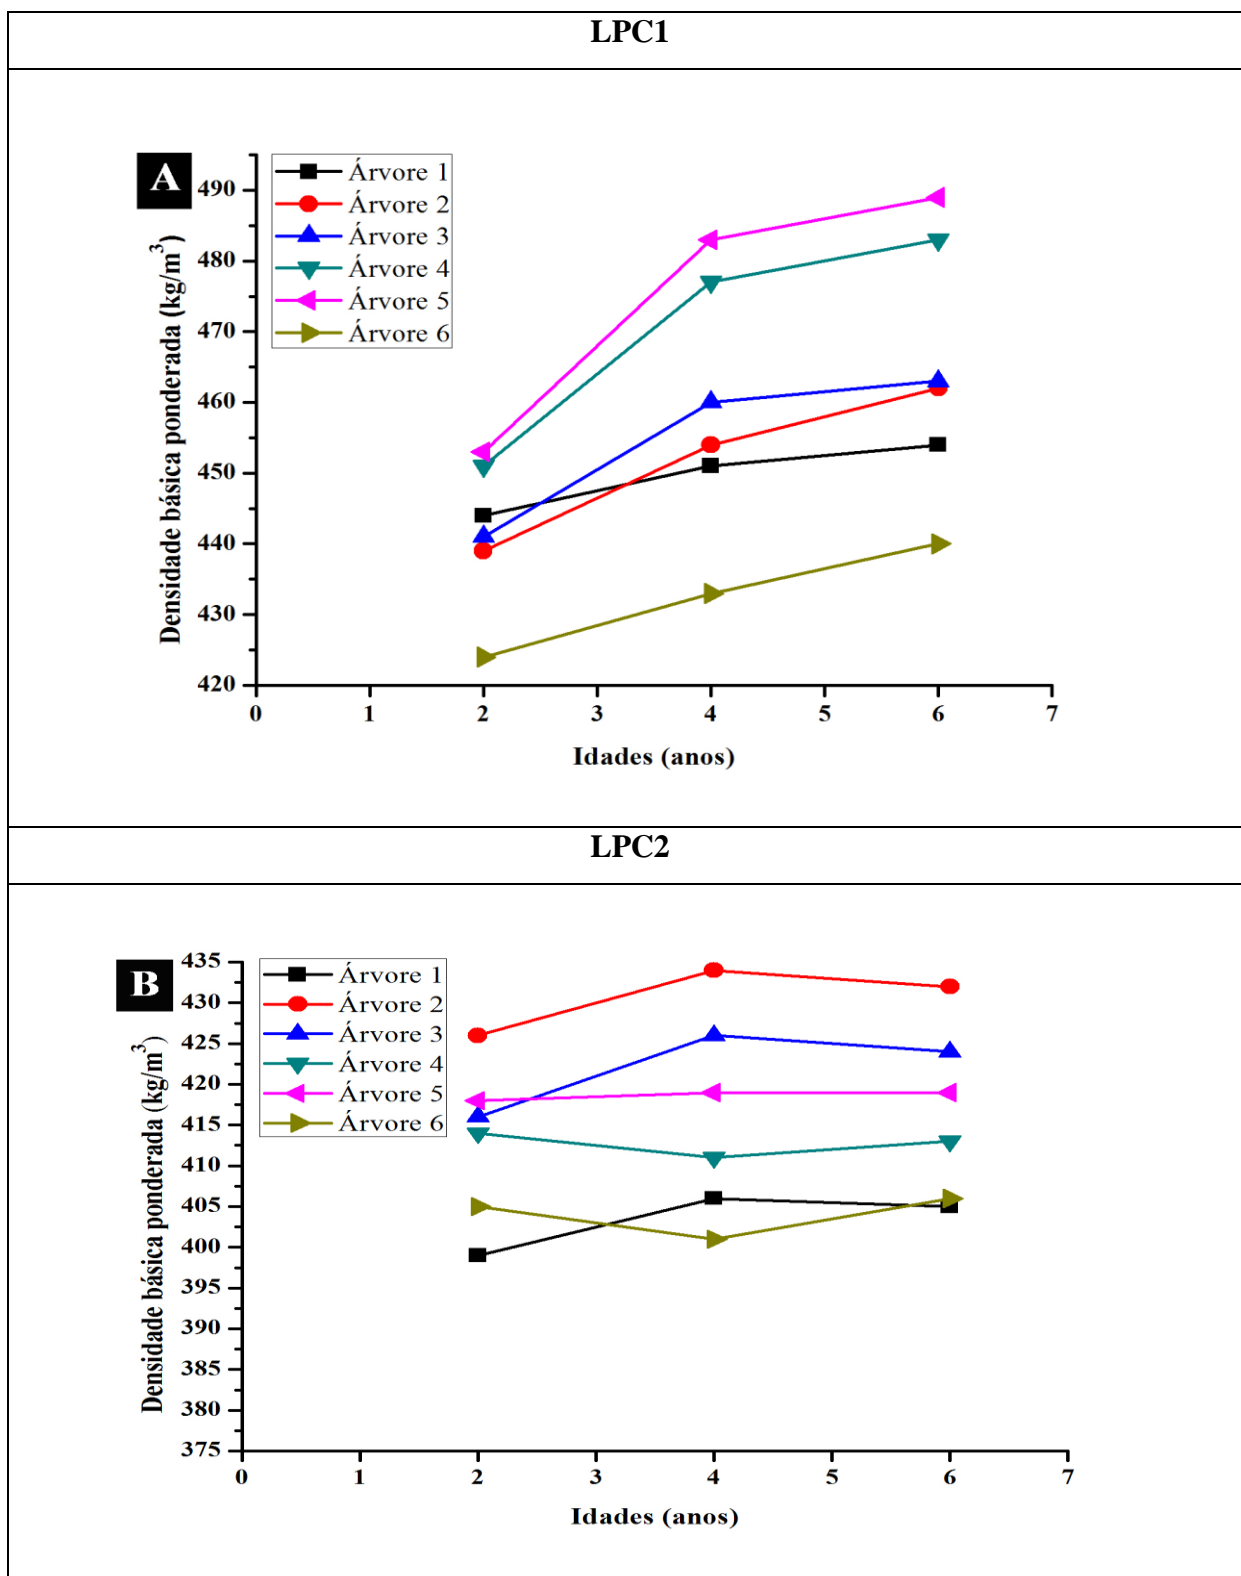 LPC1
A
Árvore 1
Árvore 2
Árvore 3
Árvore 4
Árvore 5
Árvore 6
Densidade básica ponderada (kg/m³)
490
480
470
460
450
440
430
420
0 1 2 3 4 5 6 7
Idades (anos)
LPC2
B
Árvore 1
Árvore 2
Árvore 3
Árvore 4
Árvore 5
Árvore 6
Densidade básica ponderada (kg/m³)
435
430
425
420
415
410
405
400
395
390
385
380
375
0 1 2 3 4 5 6 7
Idades (anos)